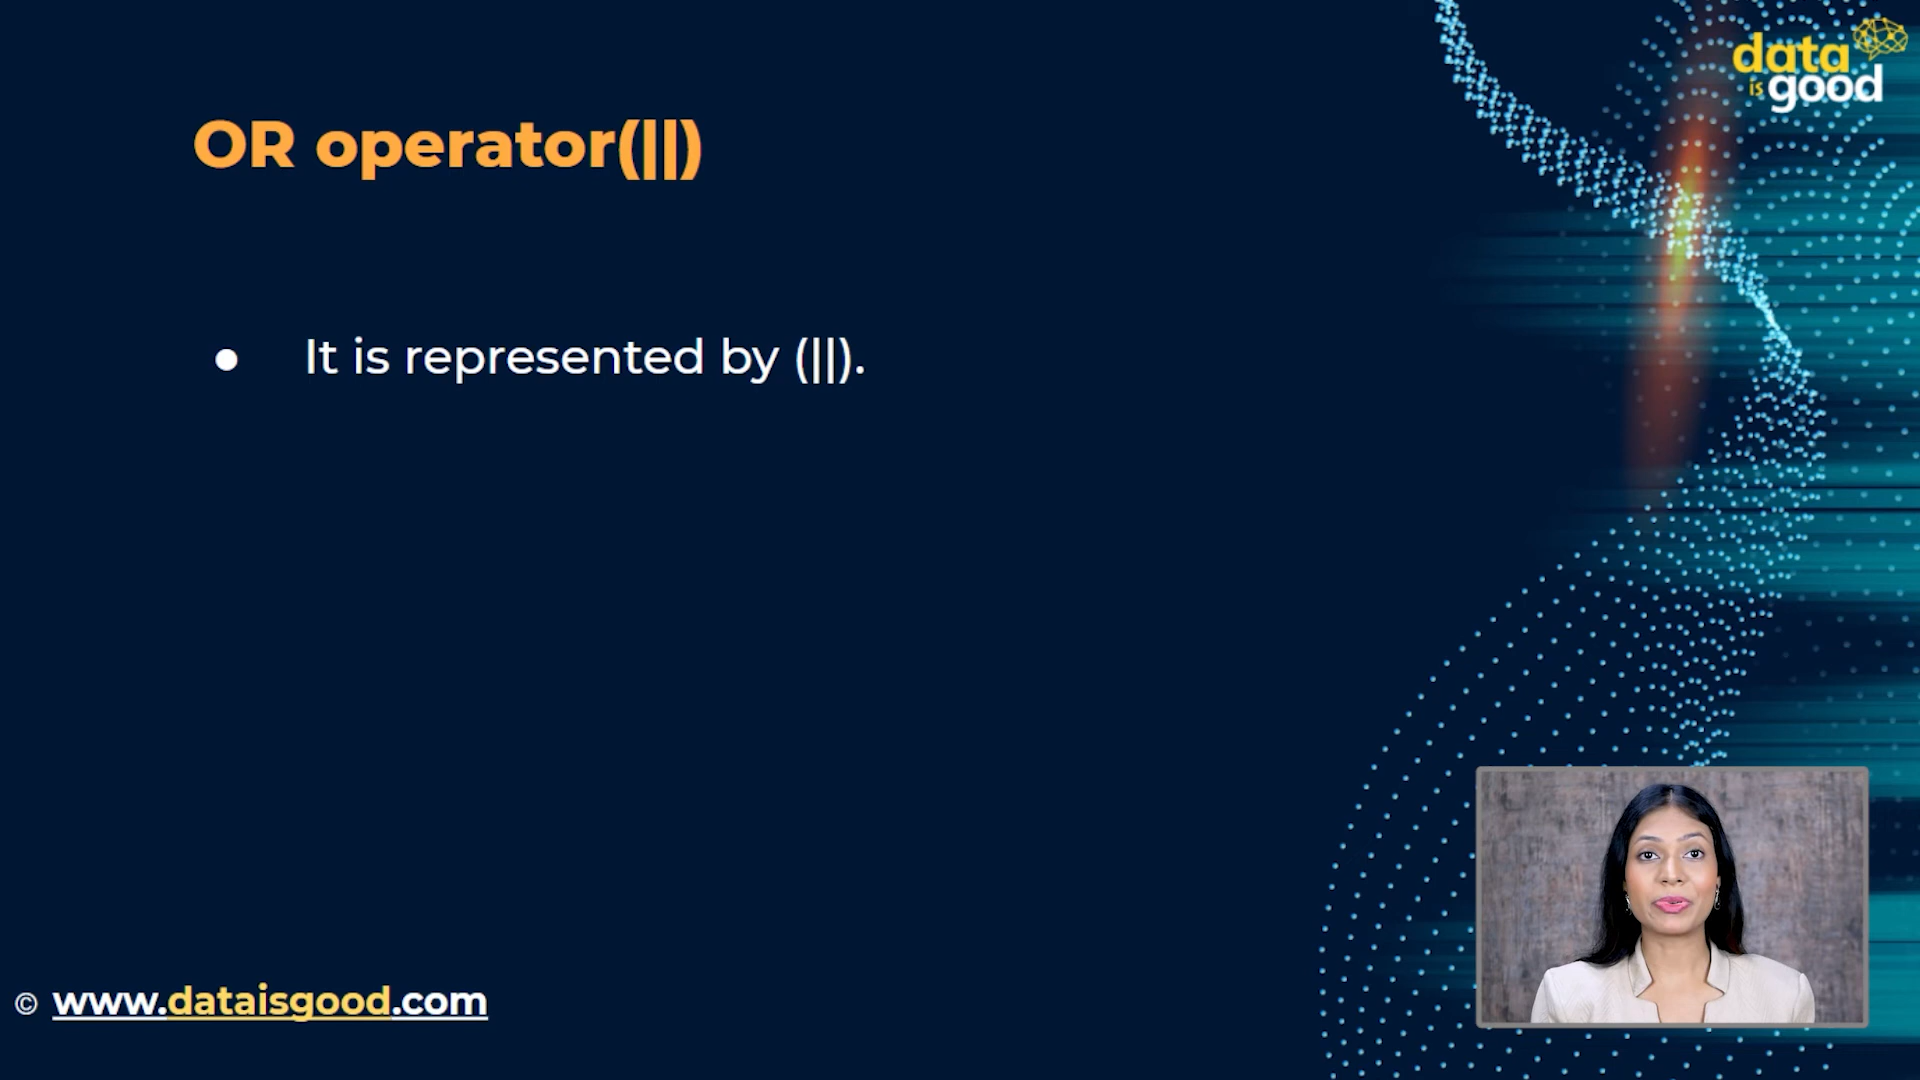 data
is good
OR operator(||)
● It is represented by (||).
© www.dataisgood.com